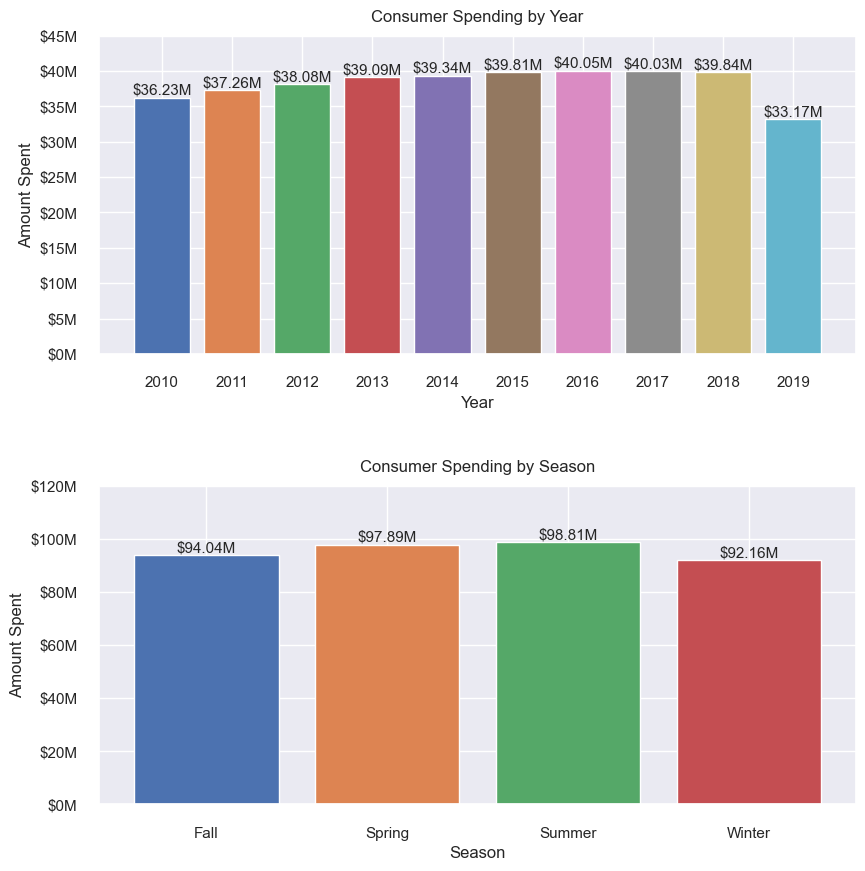 Consumer Spending by Year
$45M
$40M
$35M
$30M
$25M
$20M
$15M
$10M
$5M
$0M
Amount Spent
$36.23M
$37.26M
$38.08M
$39.09M
$39.34M
$39.81M
$40.05M
$40.03M
$39.84M
$33.17M
2010 2011 2012 2013 2014 2015 2016 2017 2018 2019
Year
Consumer Spending by Season
$120M
$100M
$80M
$60M
$40M
$20M
$0M
Amount Spent
$94.04M
$97.89M
$98.81M
$92.16M
Fall Spring Summer Winter
Season